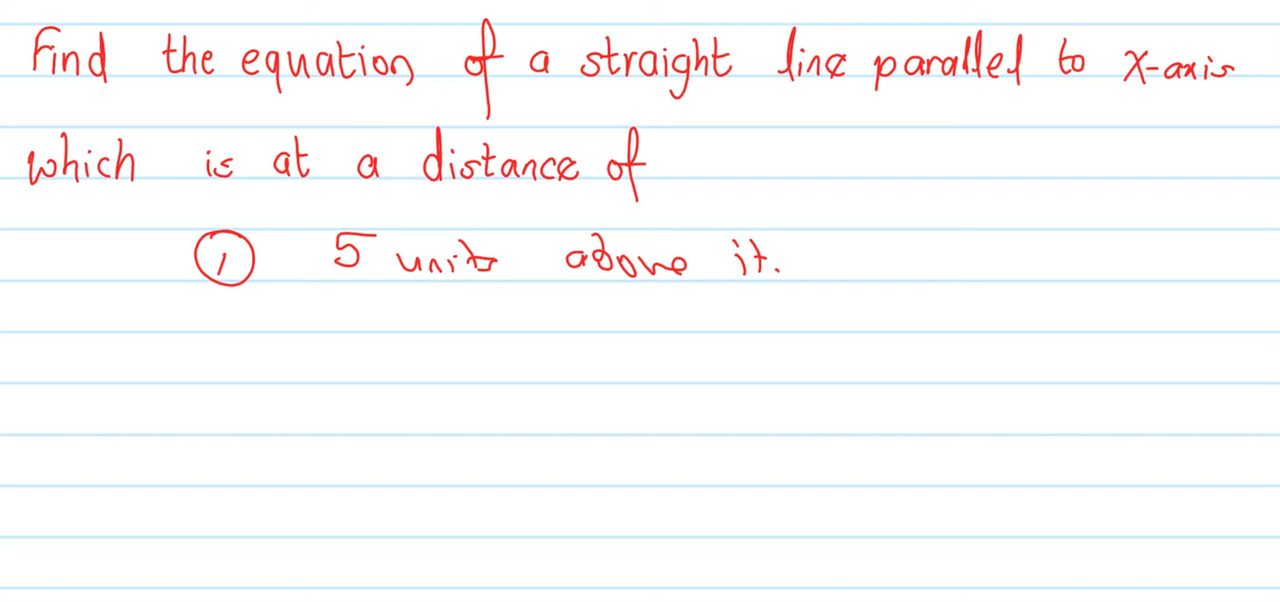 Find the equation of a straight line parallel to x-axis
which is at a distance of
① 5 units above it.